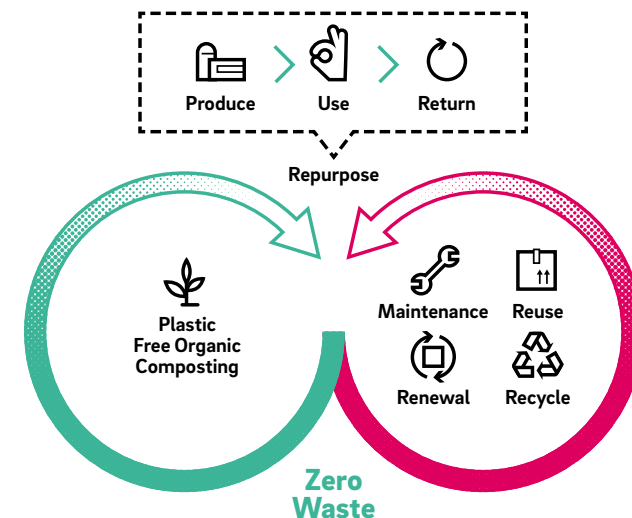 Produce
Use
Return
Repurpose
Plastic
Free Organic
Composting
Maintenance
Reuse
Renewal
Recycle
Zero
Waste